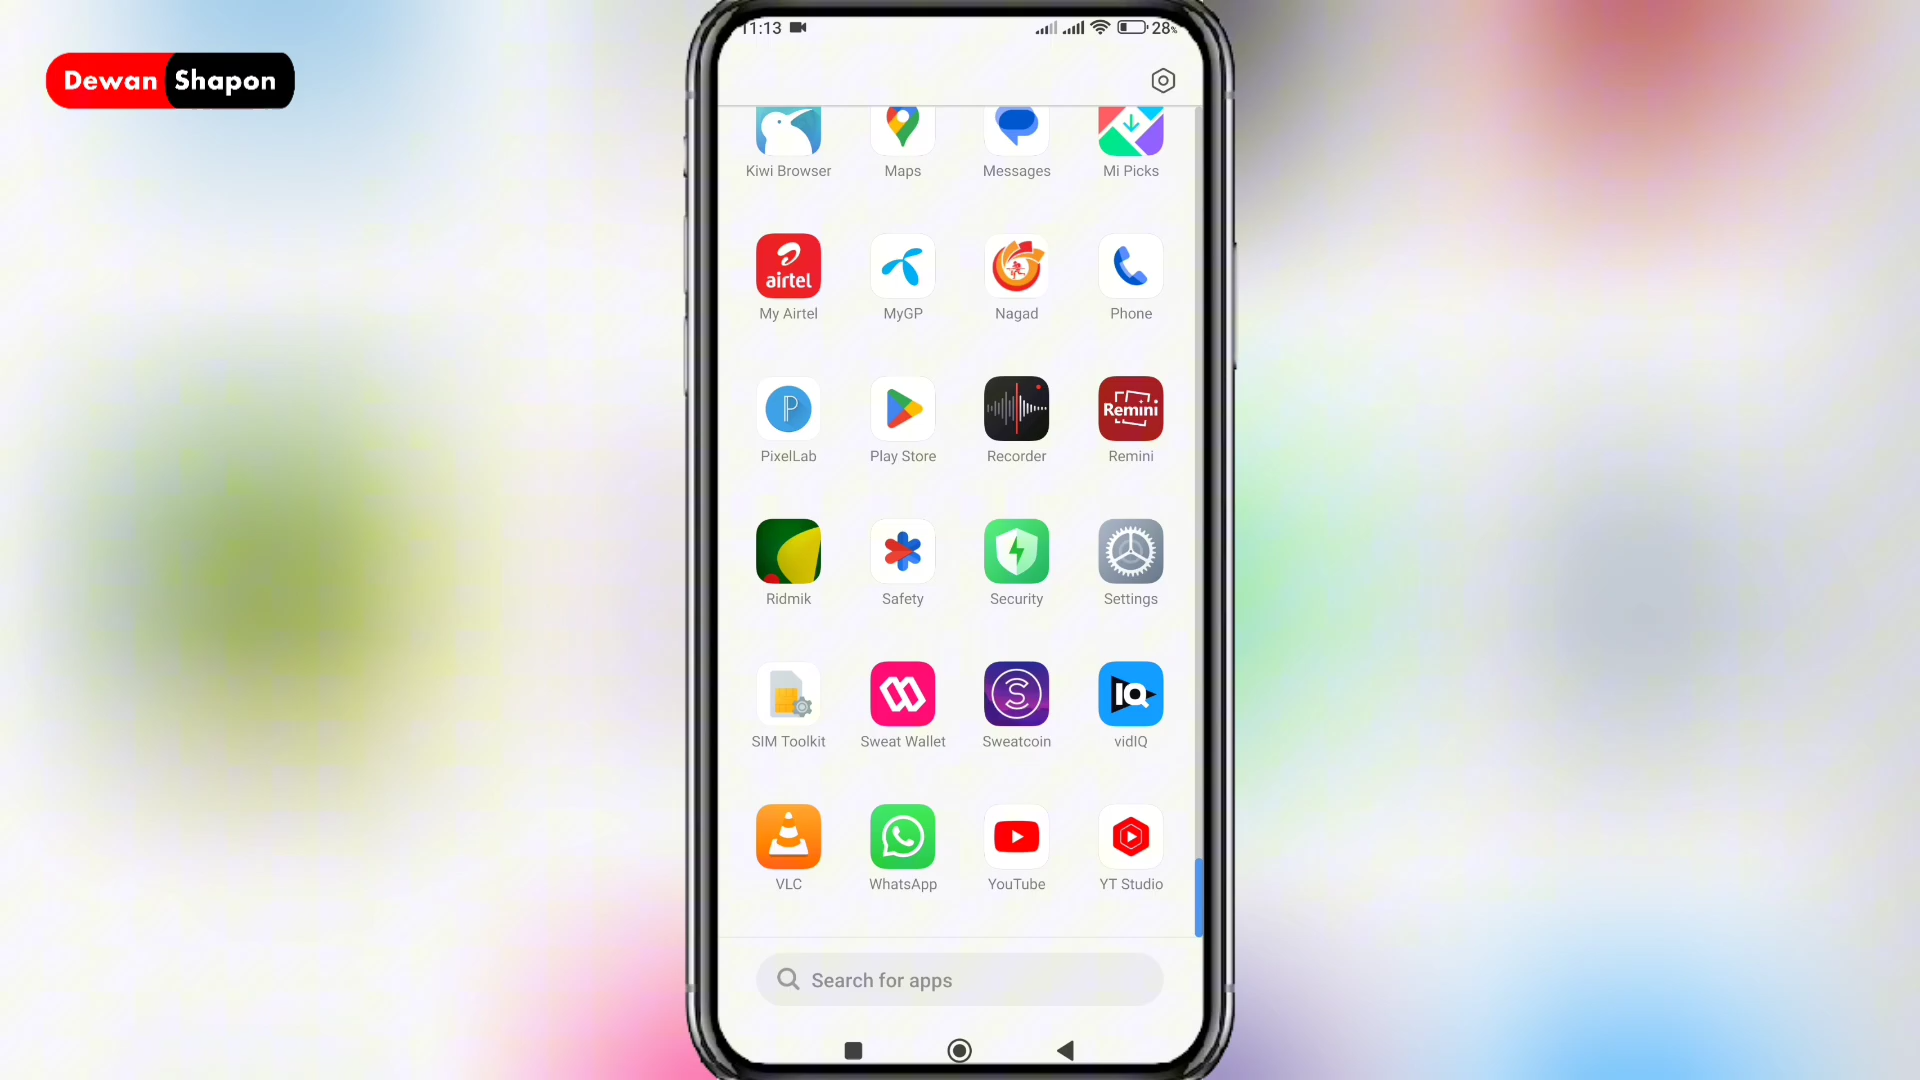 Dewan Shapon
11:13 28%
Kiwi Browser Maps Messages Mi Picks
airtel
My Airtel MyGP Nagad Phone
P Remini
PixelLab Play Store Recorder Remini
Ridmik Safety Security Settings
S IQ
SIM Toolkit Sweat Wallet Sweatcoin vidIQ
VLC WhatsApp YouTube YT Studio
Search for apps